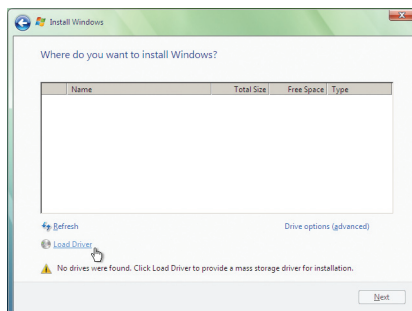 Install Windows
Where do you want to install Windows?
Name Total Size Free Space Type
Refresh Drive options (advanced)
Load Driver
No drives were found. Click Load Driver to provide a mass storage driver for installation.
Next